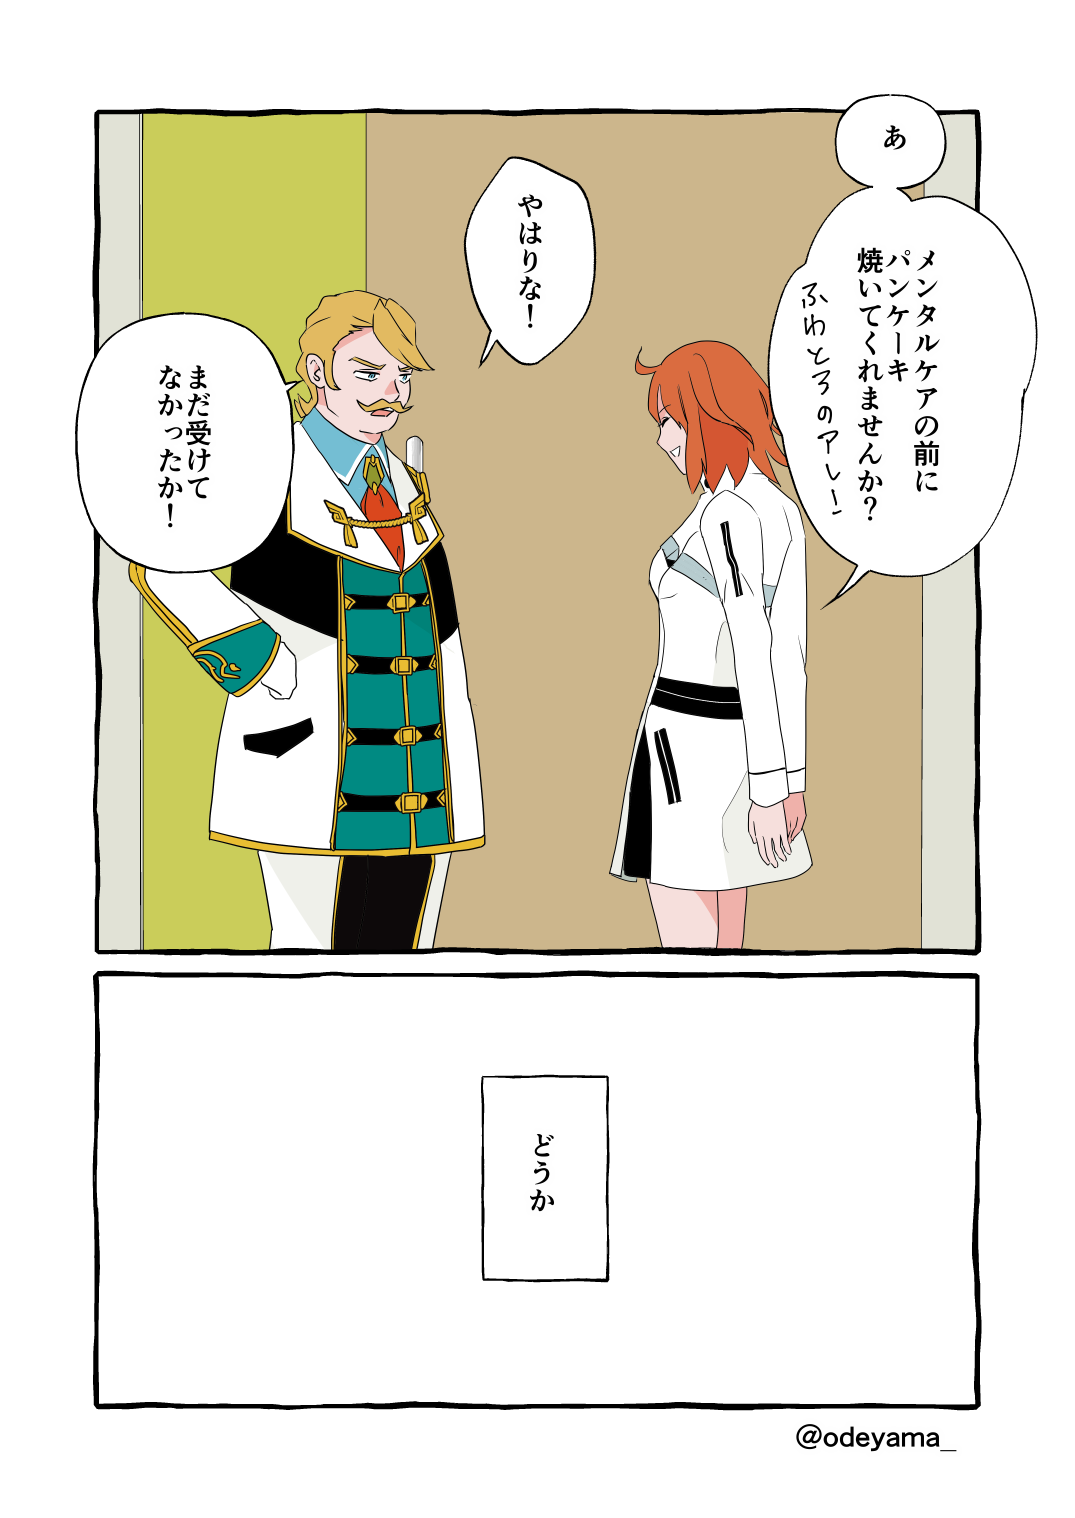 あ
メンタルケアの前に
パンケーキ
焼いてくれませんか?
ふわとろのアレー
やはりな!
まだ受けて
なかったか!
どうか
@odeyama_